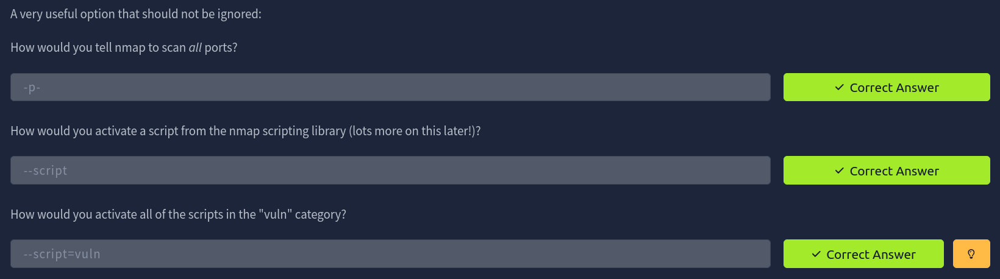 A very useful option that should not be ignored:
How would you tell nmap to scan all ports?
-p-
✓ Correct Answer
How would you activate a script from the nmap scripting library (lots more on this later!)?
--script
✓ Correct Answer
How would you activate all of the scripts in the "vuln" category?
--script=vuln
✓ Correct Answer